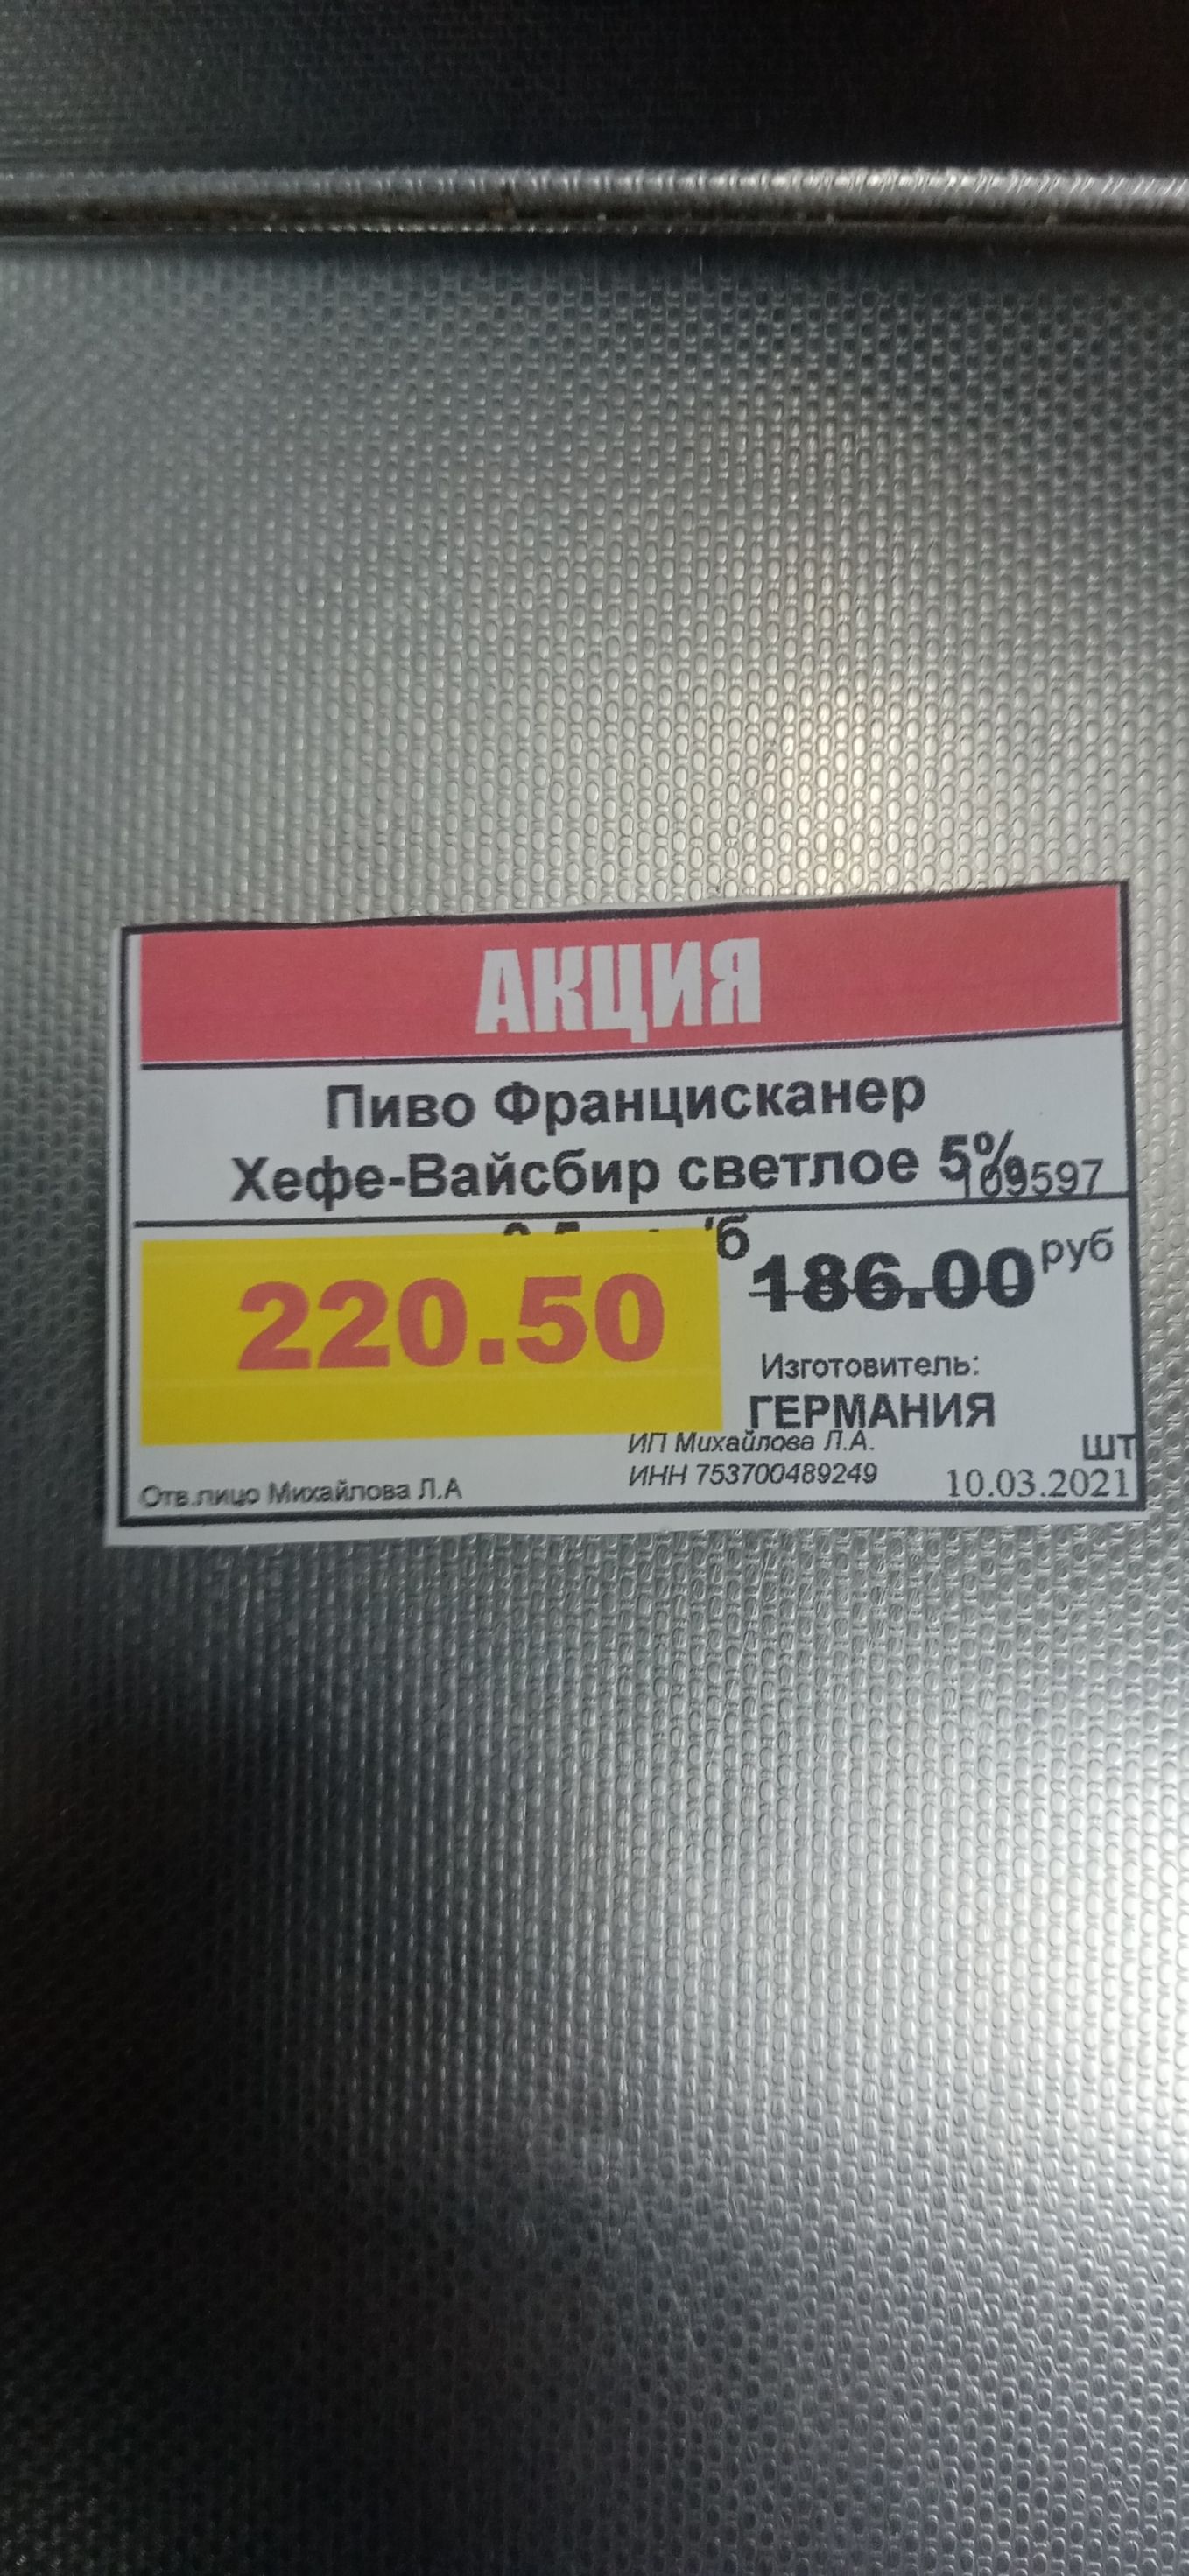 АКЦИЯ
Пиво Францисканер
Хефе-Вайсбир светлое 5%
109597
220.50
186.00 руб
Изготовитель:
ГЕРМАНИЯ
ИП Михайлова Л.А.
шт
ИНН 753700489249
Отв.лицо Михайлова Л.А
10.03.2021